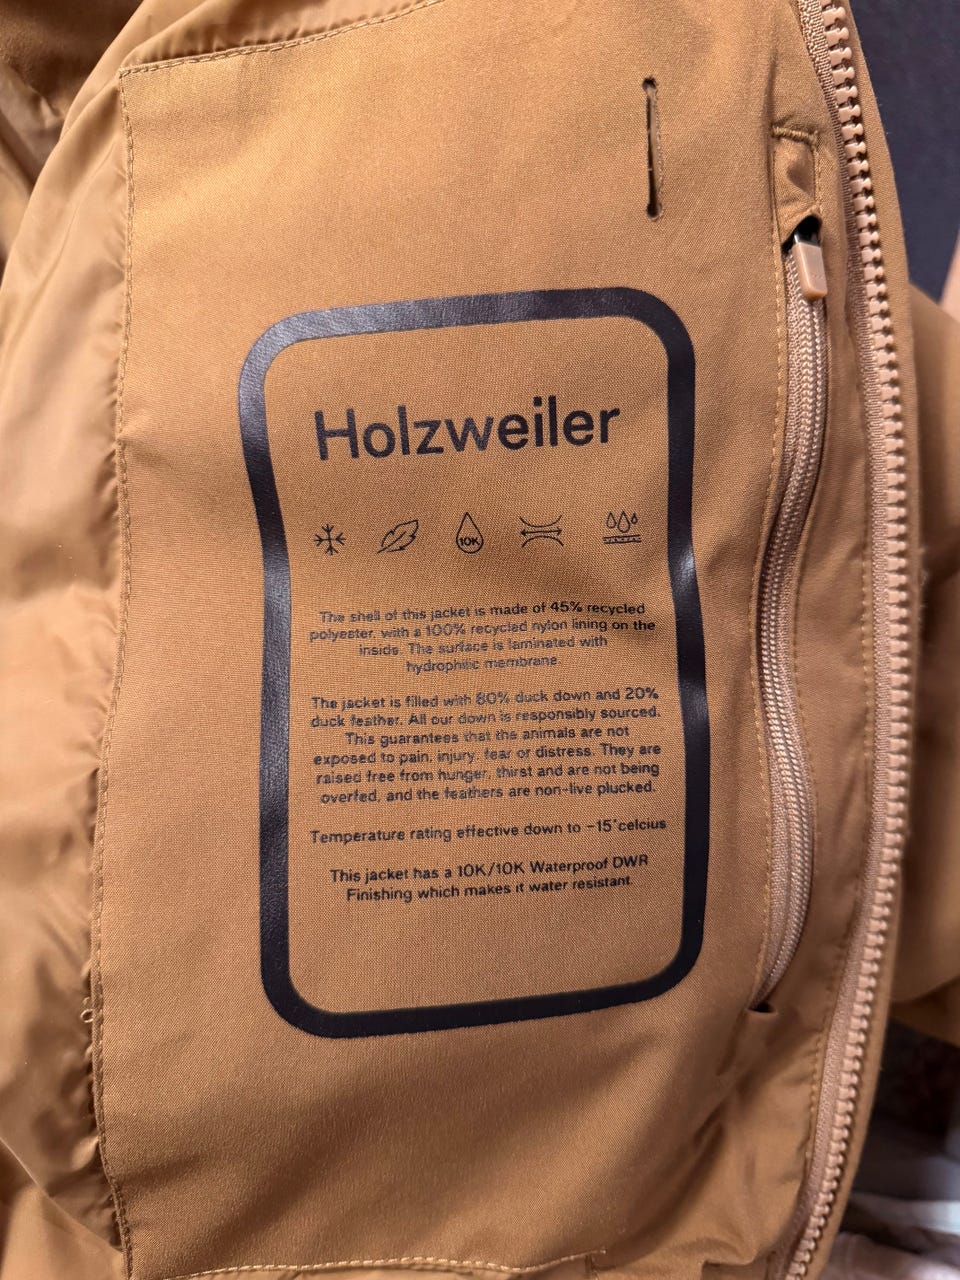 Holzweiler
10K
The shell of this jacket is made of 45% recycled
polyester, with a 100% recycled nylon lining on the
inside. The surface is laminated with
hydrophilic membrane.
The jacket is filled with 80% duck down and 20%
duck feather. All our down is responsibly sourced.
This guarantees that the animals are not
exposed to pain, injury, fear or distress. They are
raised free from hunger, thirst and are not being
overfed, and the feathers are non-live plucked.
Temperature rating effective down to -15°celcius
This jacket has a 10K/10K Waterproof DWR
Finishing which makes it water resistant.